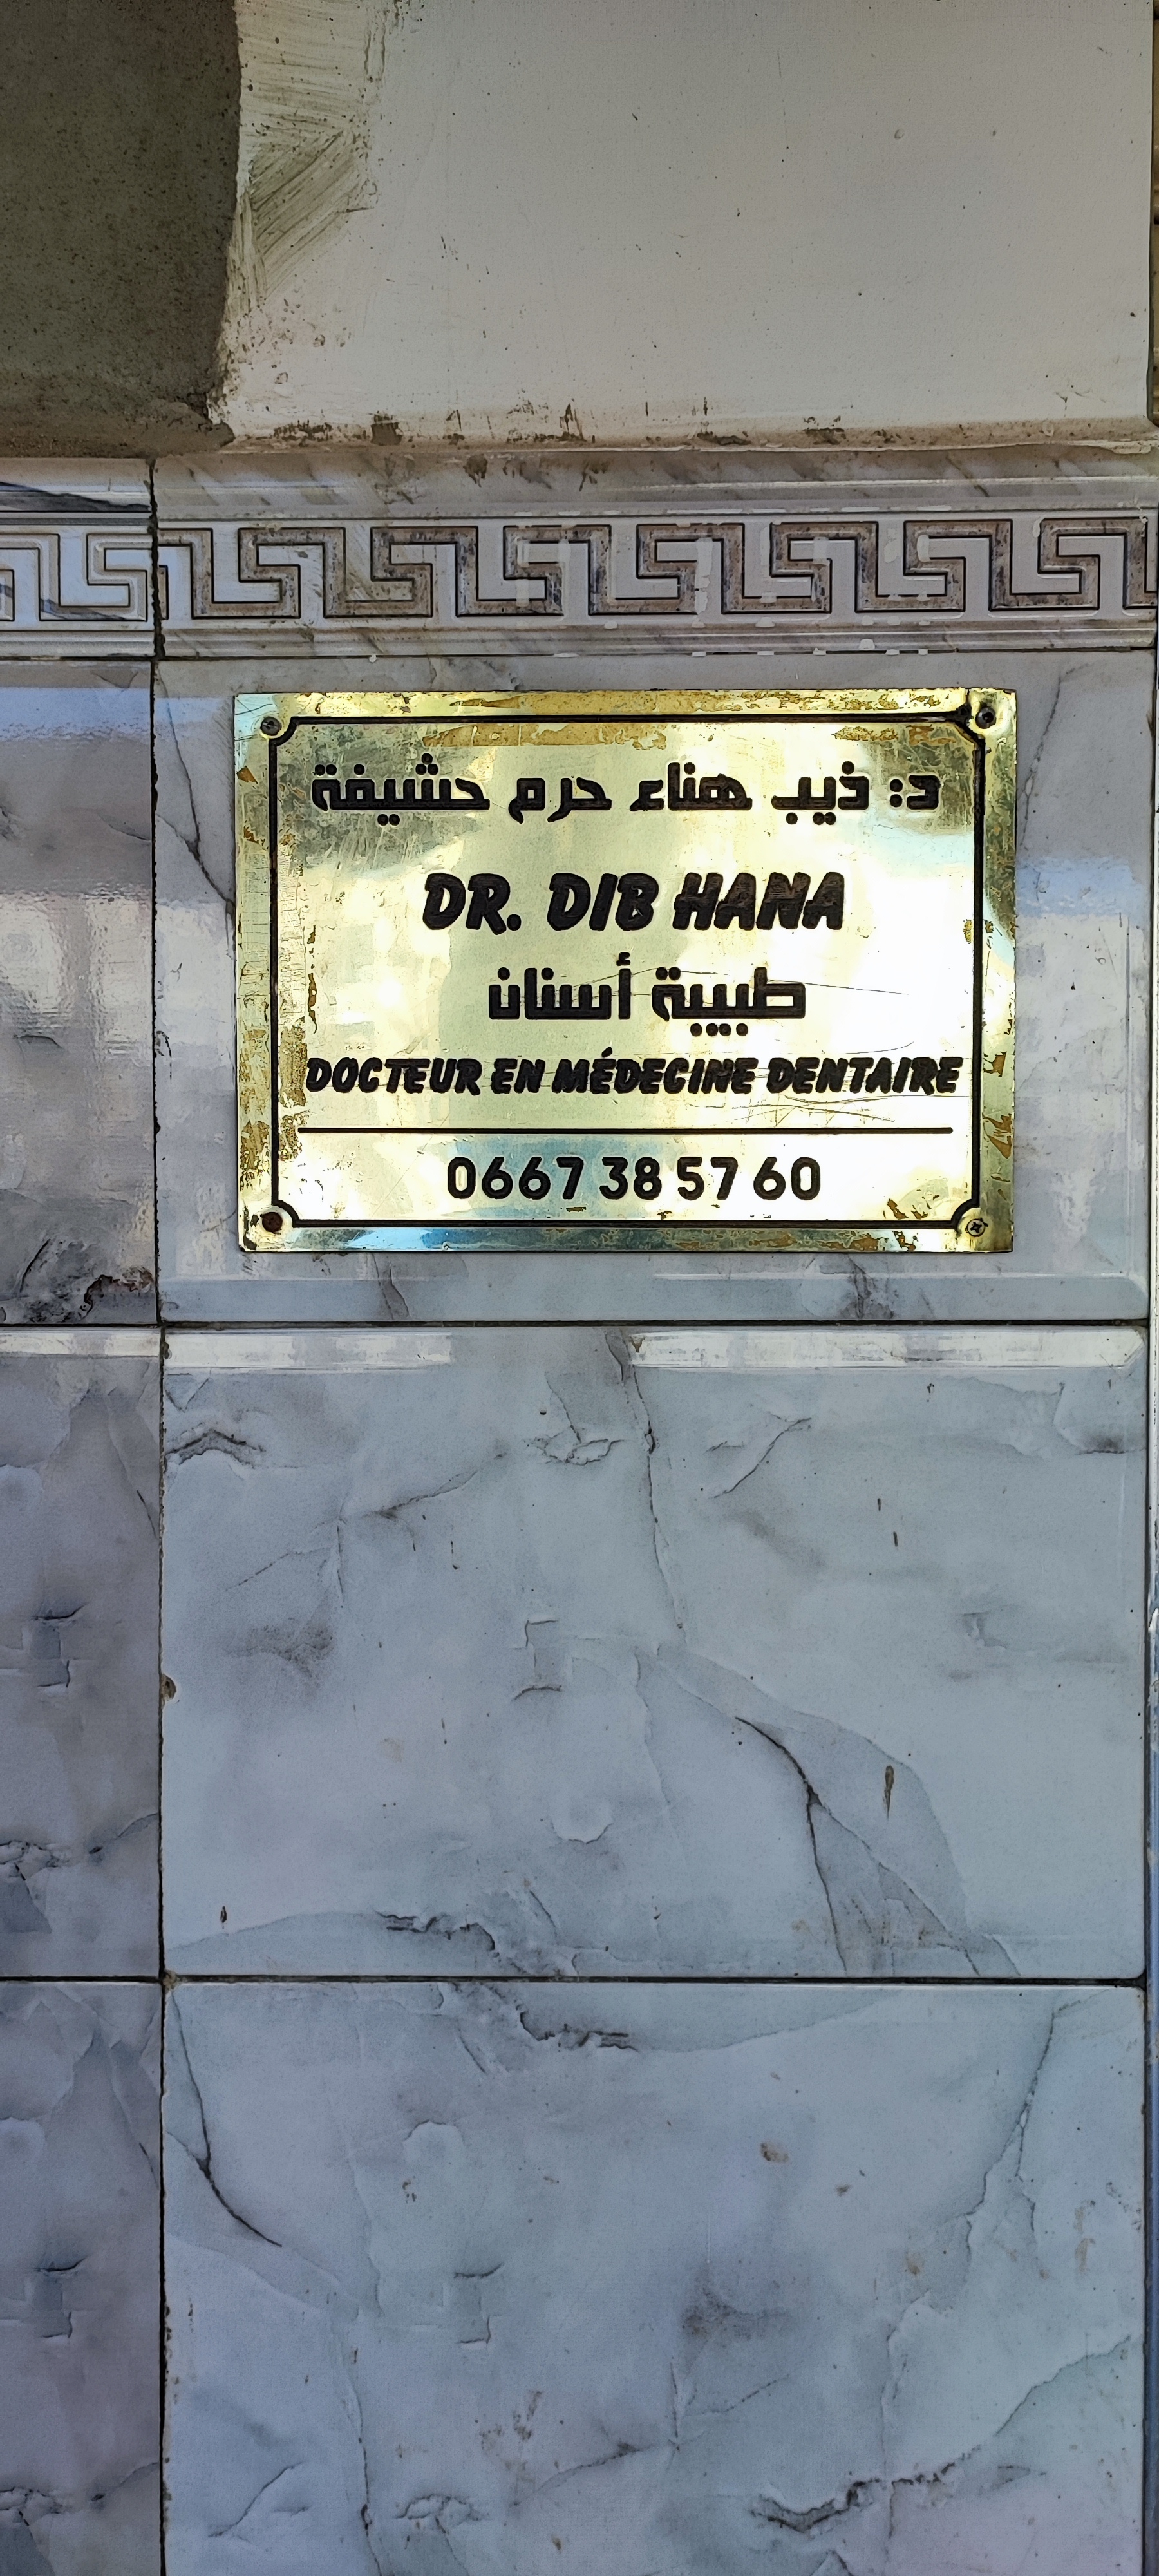 د: ذيب هناء حرم حشيفة
DR. DIB HANA
طبيبة أسنان
DOCTEUR EN MÉDECINE DENTAIRE
0667 38 57 60